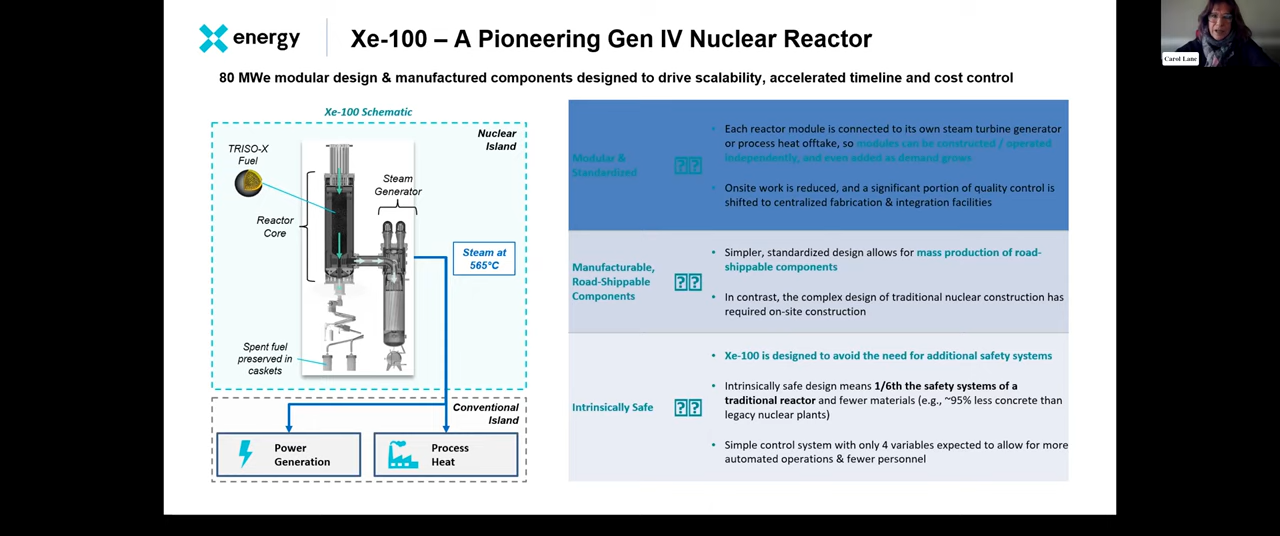 energy
Xe-100 – A Pioneering Gen IV Nuclear Reactor
Carol Lane
80 MWe modular design & manufactured components designed to drive scalability, accelerated timeline and cost control
Xe-100 Schematic
Nuclear
Island
TRISO-X
Fuel
Steam
Generator
Reactor
Core
Steam at
565°C
Spent fuel
preserved in
caskets
Conventional
Island
Power
Generation
Process
Heat
Modular &
Standardized
• Each reactor module is connected to its own steam turbine generator
or process heat offtake, so modules can be constructed / operated
independently, and even added as demand grows
• Onsite work is reduced, and a significant portion of quality control is
shifted to centralized fabrication & integration facilities
Manufacturable,
Road-Shippable
Components
• Simpler, standardized design allows for mass production of road-
shippable components
• In contrast, the complex design of traditional nuclear construction has
required on-site construction
Intrinsically Safe
• Xe-100 is designed to avoid the need for additional safety systems
• Intrinsically safe design means 1/6th the safety systems of a
traditional reactor and fewer materials (e.g., ~95% less concrete than
legacy nuclear plants)
• Simple control system with only 4 variables expected to allow for more
automated operations & fewer personnel